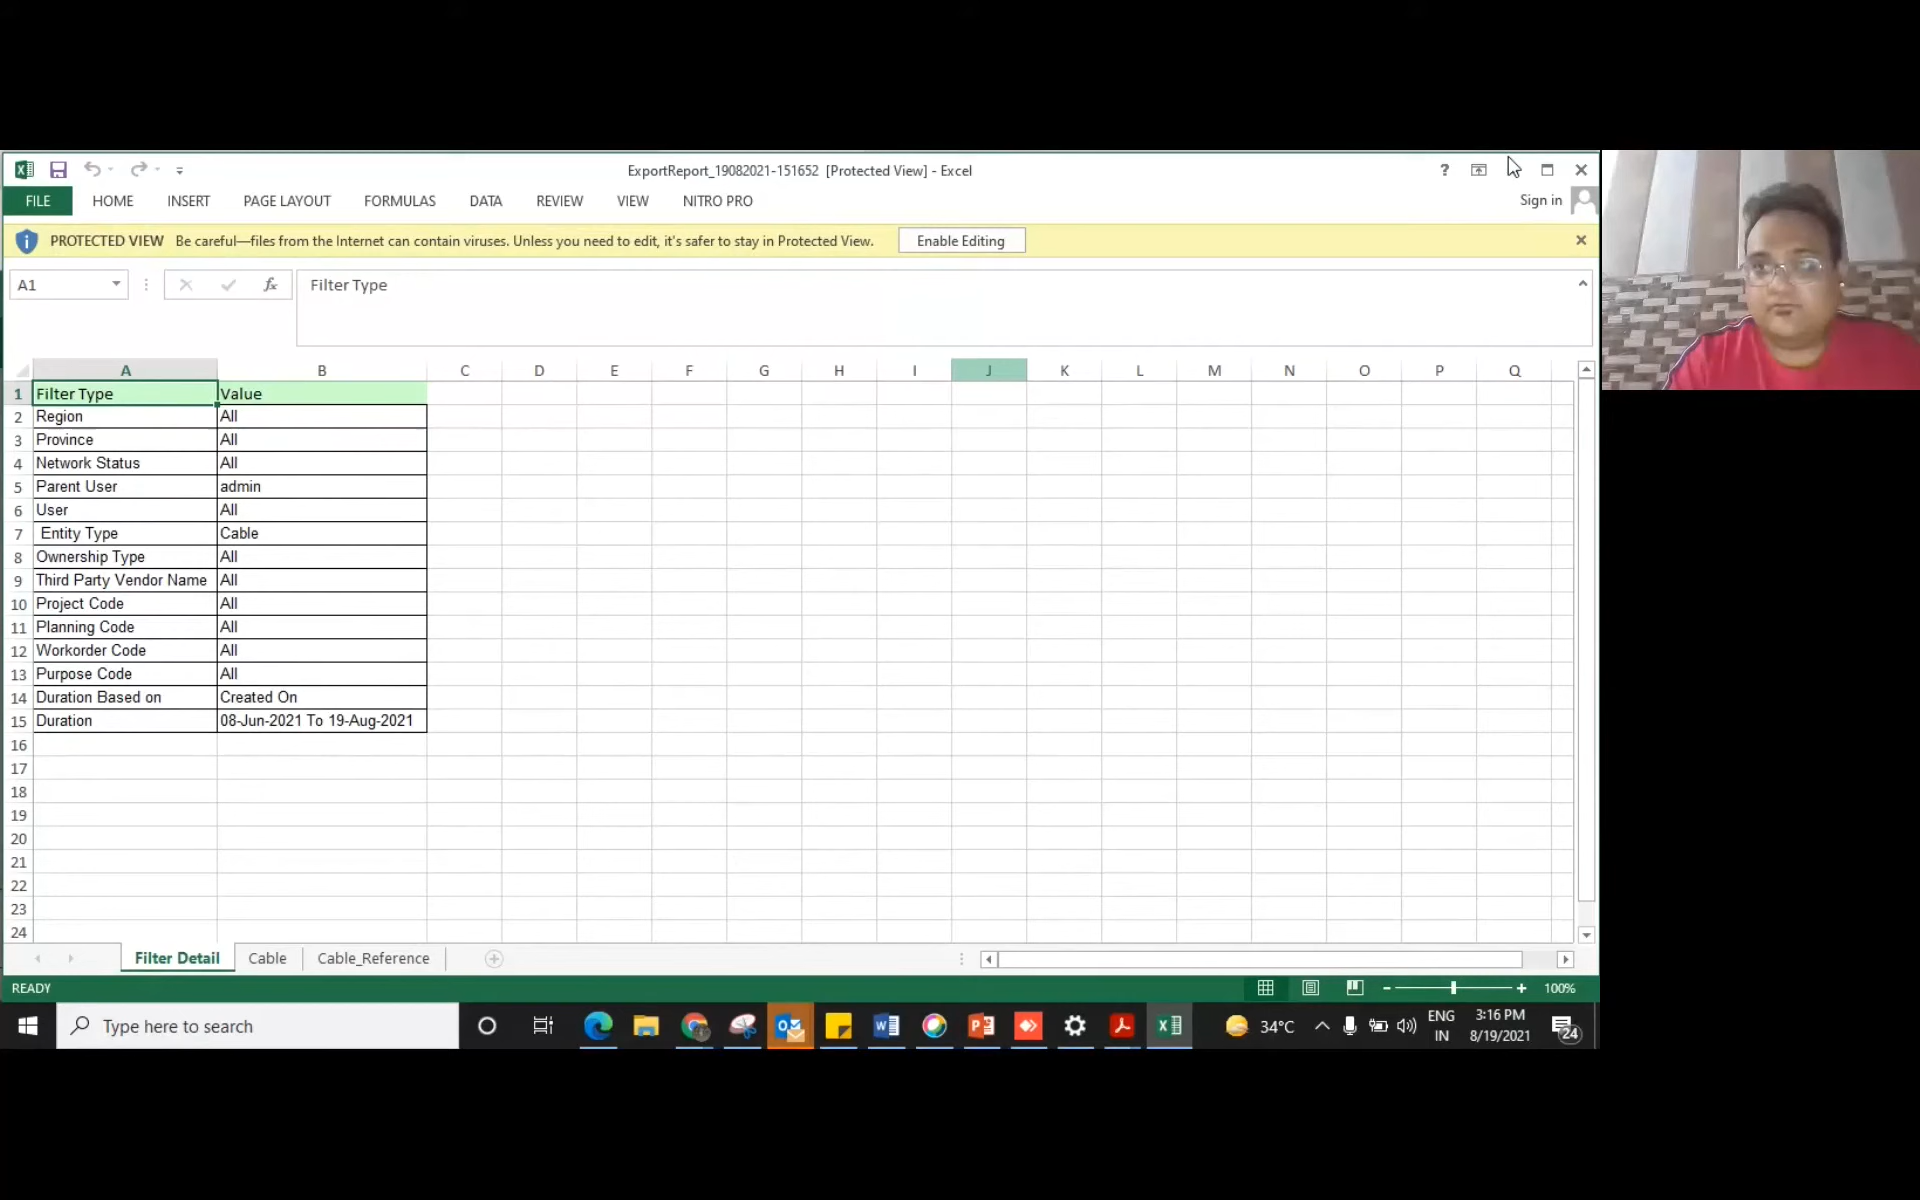 ExportReport_19082021-151652 [Protected View] - Excel
?
FILE HOME INSERT PAGE LAYOUT FORMULAS DATA REVIEW VIEW NITRO PRO Sign in
PROTECTED VIEW Be careful—files from the Internet can contain viruses. Unless you need to edit, it's safer to stay in Protected View. Enable Editing
A1 fx Filter Type
A B C D E F G H I J K L M N O P Q
1 Filter Type Value
2 Region All
3 Province All
4 Network Status All
5 Parent User admin
6 User All
7 Entity Type Cable
8 Ownership Type All
9 Third Party Vendor Name All
10 Project Code All
11 Planning Code All
12 Workorder Code All
13 Purpose Code All
14 Duration Based on Created On
15 Duration 08-Jun-2021 To 19-Aug-2021
16
17
18
19
20
21
22
23
24
Filter Detail Cable Cable_Reference
READY 100%
Type here to search 34°C ENG 3:16 PM
IN 8/19/2021 24